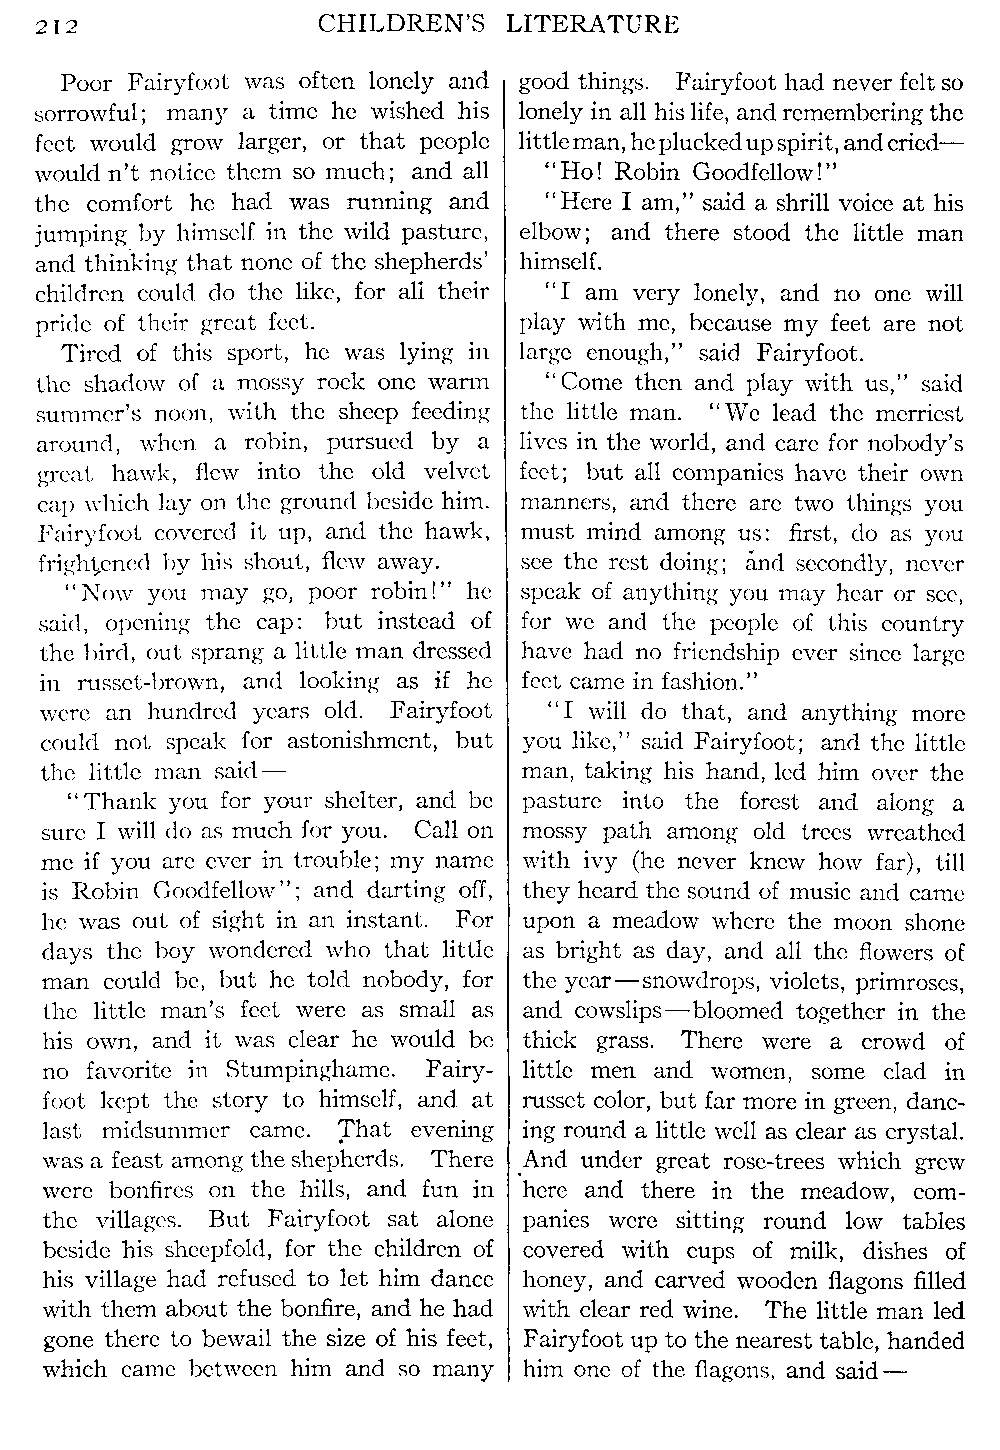 212
CHILDREN'S LITERATURE
Poor Fairyfoot was often lonely and
sorrowful; many a time he wished his
feet would grow larger, or that people
would n't notice them so much; and all
the comfort he had was running and
jumping by himself in the wild pasture,
and thinking that none of the shepherds'
children could do the like, for all their
pride of their great feet.
Tired of this sport, he was lying in
the shadow of a mossy rock one warm
summer's noon, with the sheep feeding
around, when a robin, pursued by a
great hawk, flew into the old velvet
cap which lay on the ground beside him.
Fairyfoot covered it up, and the hawk,
frightened by his shout, flew away.
"Now you may go, poor robin!" he
said, opening the cap: but instead of
the bird, out sprang a little man dressed
in russet-brown, and looking as if he
were an hundred years old. Fairyfoot
could not speak for astonishment, but
the little man said—
"Thank you for your shelter, and be
sure I will do as much for you. Call on
me if you are ever in trouble; my name
is Robin Goodfellow"; and darting off,
he was out of sight in an instant. For
days the boy wondered who that little
man could be, but he told nobody, for
the little man's feet were as small as
his own, and it was clear he would be
no favorite in Stumpinghame. Fairy-
foot kept the story to himself, and at
last midsummer came. That evening
was a feast among the shepherds. There
were bonfires on the hills, and fun in
the villages. But Fairyfoot sat alone
beside his sheepfold, for the children of
his village had refused to let him dance
with them about the bonfire, and he had
gone there to bewail the size of his feet,
which came between him and so many
good things. Fairyfoot had never felt so
lonely in all his life, and remembering the
little man, he plucked up spirit, and cried—
"Ho! Robin Goodfellow!"
"Here I am," said a shrill voice at his
elbow; and there stood the little man
himself.
"I am very lonely, and no one will
play with me, because my feet are not
large enough," said Fairyfoot.
"Come then and play with us," said
the little man. "We lead the merriest
lives in the world, and care for nobody's
feet; but all companies have their own
manners, and there are two things you
must mind among us: first, do as you
see the rest doing; and secondly, never
speak of anything you may hear or see,
for we and the people of this country
have had no friendship ever since large
feet came in fashion."
"I will do that, and anything more
you like," said Fairyfoot; and the little
man, taking his hand, led him over the
pasture into the forest and along a
mossy path among old trees wreathed
with ivy (he never knew how far), till
they heard the sound of music and came
upon a meadow where the moon shone
as bright as day, and all the flowers of
the year—snowdrops, violets, primroses,
and cowslips—bloomed together in the
thick grass. There were a crowd of
little men and women, some clad in
russet color, but far more in green, danc-
ing round a little well as clear as crystal.
And under great rose-trees which grew
here and there in the meadow, com-
panies were sitting round low tables
covered with cups of milk, dishes of
honey, and carved wooden flagons filled
with clear red wine. The little man led
Fairyfoot up to the nearest table, handed
him one of the flagons, and said—